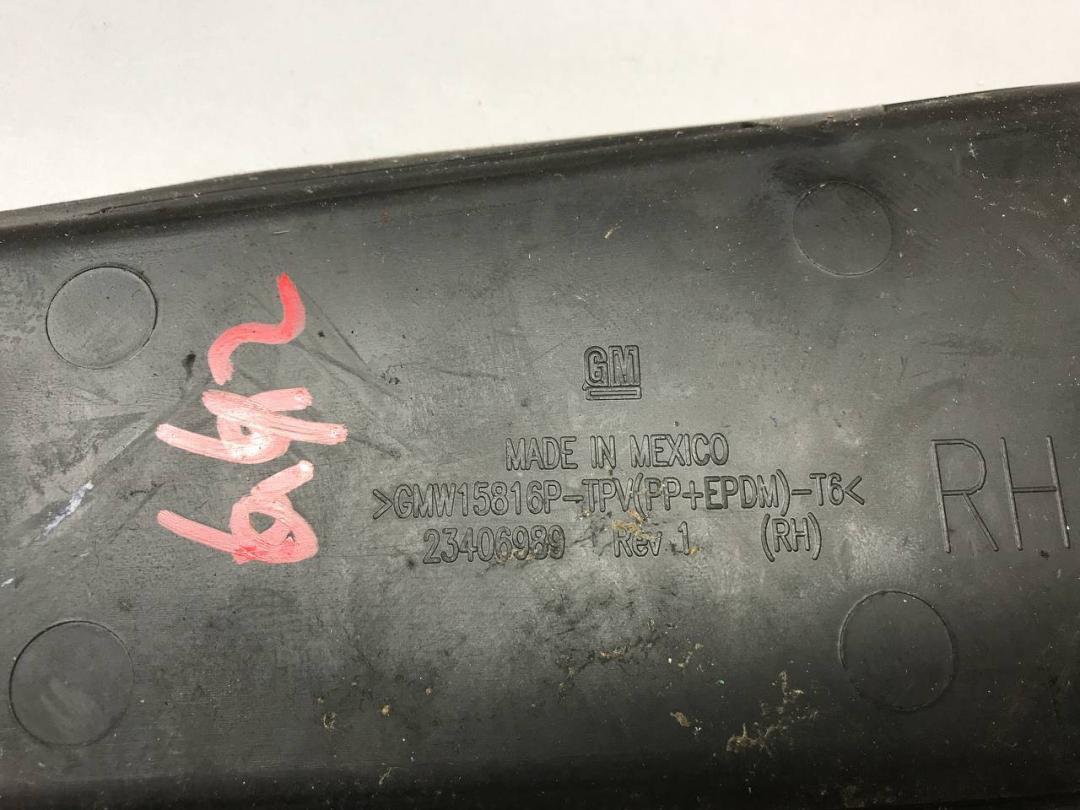 GM
MADE IN MEXICO
>GMW15816P-TPV(PP+EPDM)-T6<
23406989 Rev 1 (RH)
RH